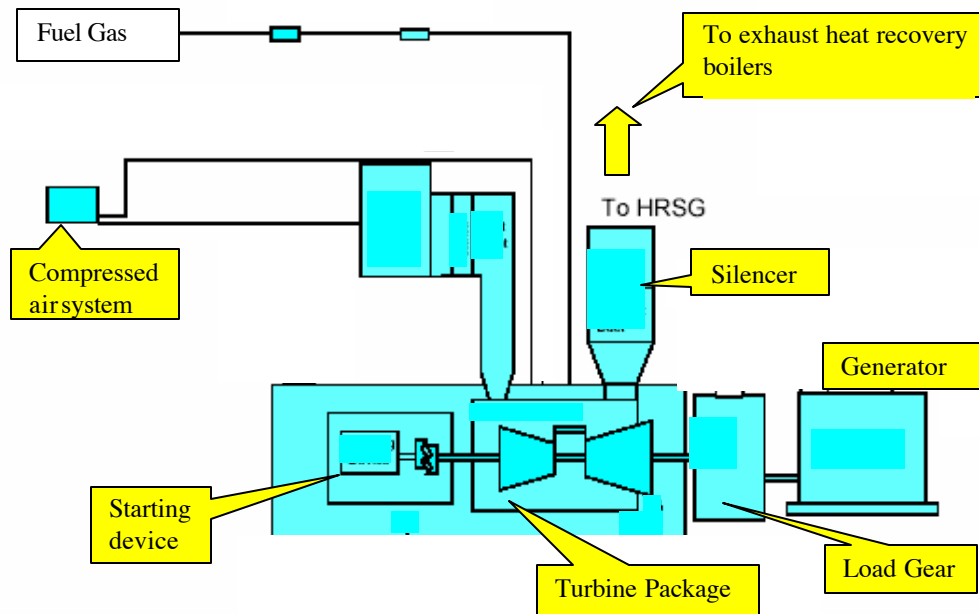 Fuel Gas
To exhaust heat recovery
boilers
To HRSG
Compressed
air system
Silencer
Generator
Starting
device
Turbine Package
Load Gear